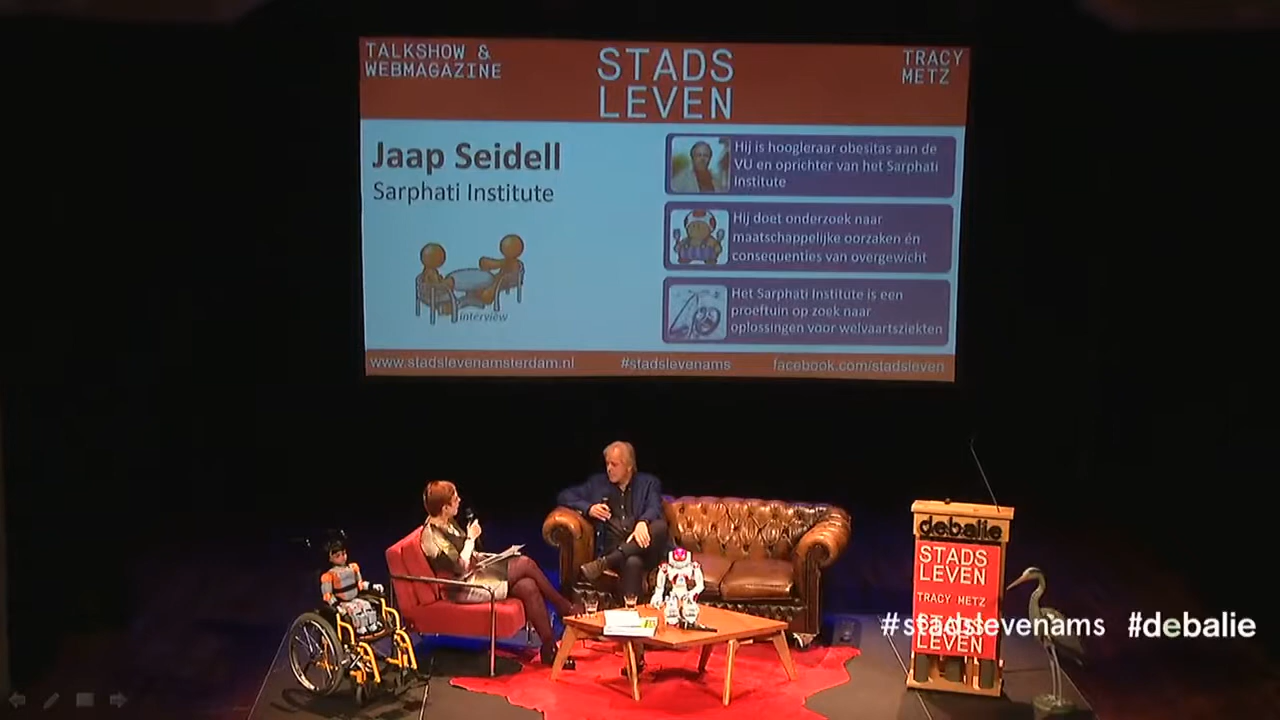 TALKSHOW &
WEBMAGAZINE
STADS
LEVEN
TRACY
METZ
Jaap Seidell
Sarphati Institute
interview
Hij is hoogleraar obesitas aan de
VU en oprichter van het Sarphati
Institute
Hij doet onderzoek naar
maatschappelijke oorzaken én
consequenties van overgewicht
Het Sarphati Institute is een
proeftuin op zoek naar
oplossingen voor welvaartsziekten
www.stadslevenamsterdam.nl
#stadslevenams
facebook.com/stadsleven
debalie
STADS
LEVEN
TRACY METZ
STADS
LEVEN
#stadslevenams #debalie